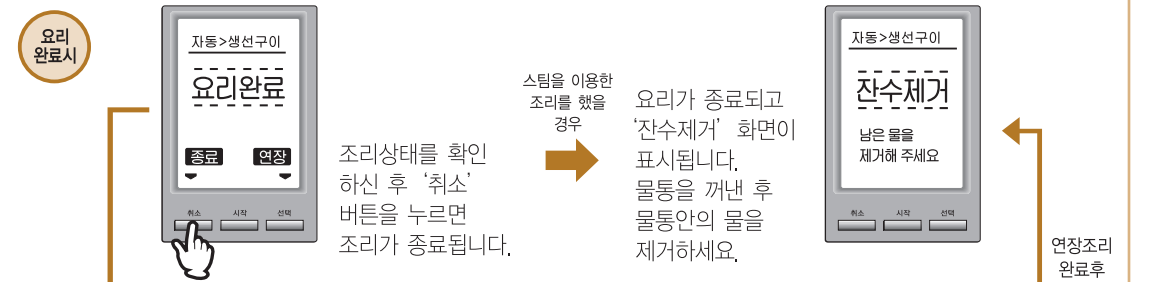 요리
완료시
자동>생선구이
요리완료
종료 연장
취소 시작 선택
조리상태를 확인
하신 후 '취소'
버튼을 누르면
조리가 종료됩니다.
스팀을 이용한
조리를 했을
경우
요리가 종료되고
'잔수제거' 화면이
표시됩니다.
물통을 꺼낸 후
물통안의 물을
제거하세요.
자동>생선구이
잔수제거
남은 물을
제거해 주세요
취소 시작 선택
연장조리
완료후